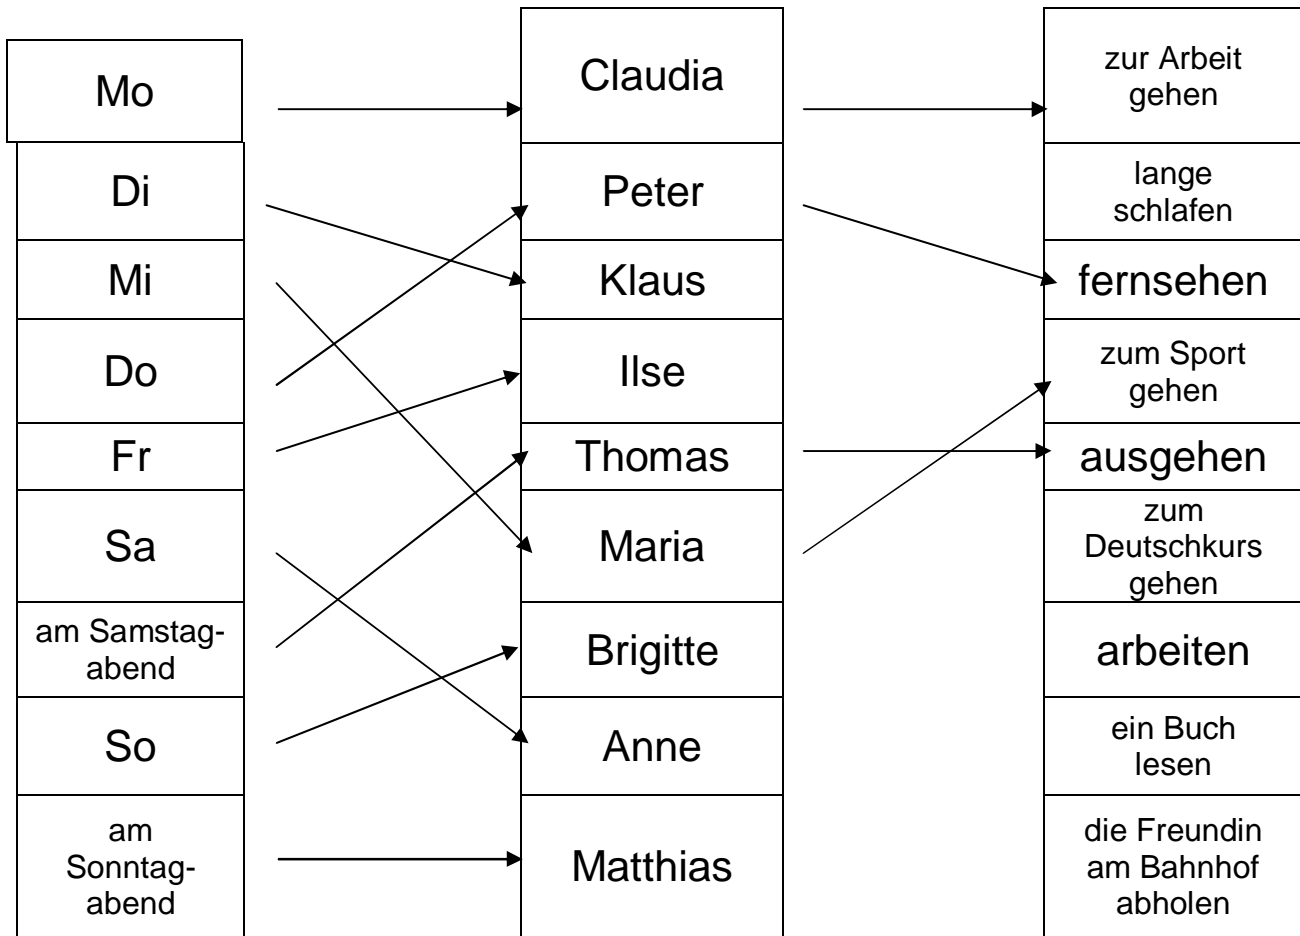 Mo
Claudia
zur Arbeit
gehen
Di
Peter
lange
schlafen
Mi
Klaus
fernsehen
Do
Ilse
zum Sport
gehen
Fr
Thomas
ausgehen
Sa
Maria
zum
Deutschkurs
gehen
am Samstag-
abend
Brigitte
arbeiten
So
Anne
ein Buch
lesen
am
Sonntag-
abend
Matthias
die Freundin
am Bahnhof
abholen